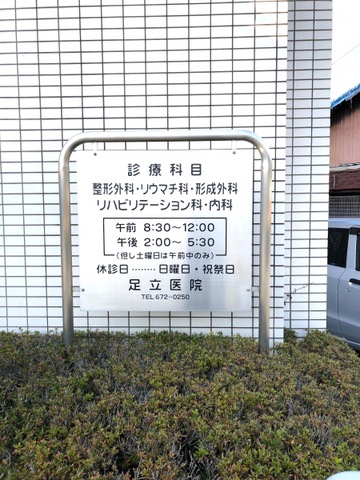 診療科目
整形外科・リウマチ科・形成外科
リハビリテーション科・内科
午前 8:30〜12:00
午後 2:00〜 5:30
(但し土曜日は午前中のみ)
休診日 ‥‥‥‥ 日曜日・祝祭日
足立医院
TEL 672-0250